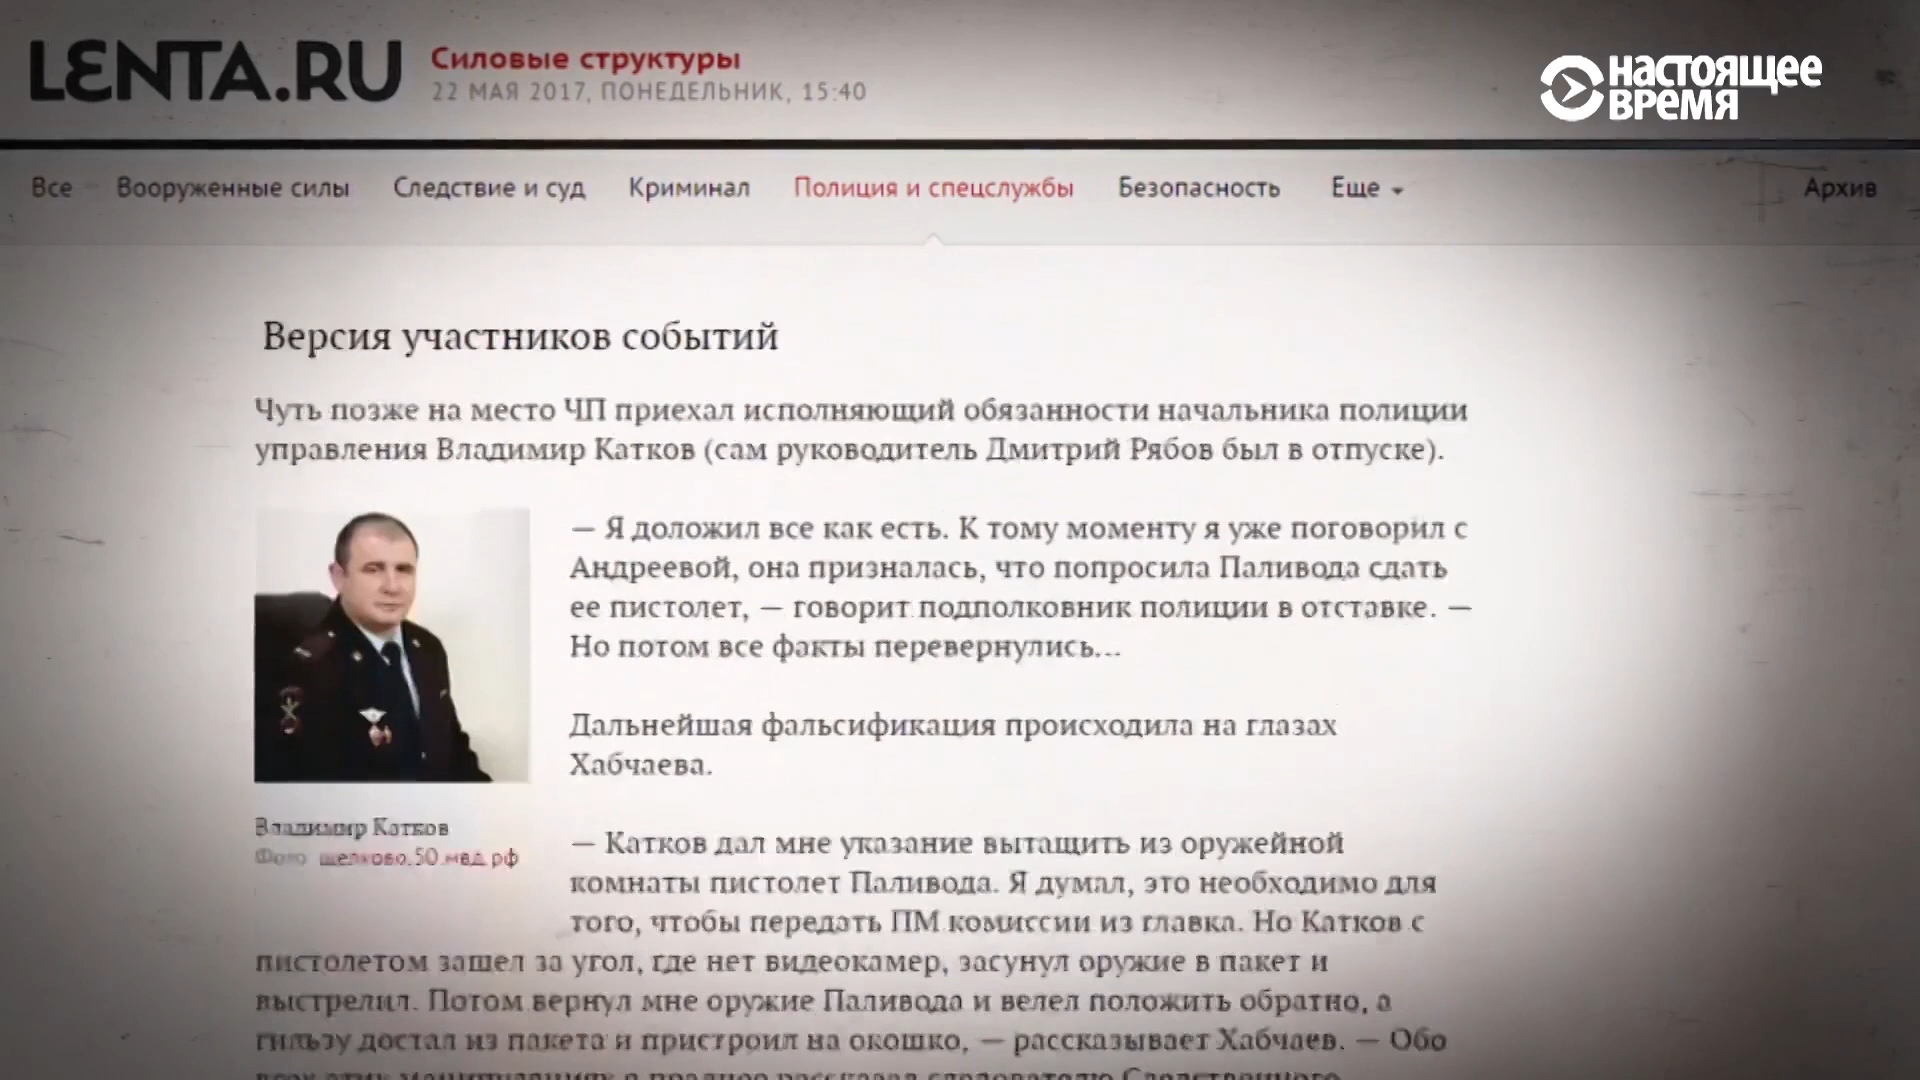 LENTA.RU
Силовые структуры
22 МАЯ 2017, ПОНЕДЕЛЬНИК, 15:40
НАСТОЯЩЕЕ
ВРЕМЯ
Все Вооруженные силы Следствие и суд Криминал Полиция и спецслужбы Безопасность Еще Архив
Версия участников событий
Чуть позже на место ЧП приехал исполняющий обязанности начальника полиции
управления Владимир Катков (сам руководитель Дмитрий Рябов был в отпуске).
— Я доложил все как есть. К тому моменту я уже поговорил с
Андреевой, она призналась, что попросила Паливода сдать
ее пистолет, — говорит подполковник полиции в отставке. —
Но потом все факты перевернулись...
Дальнейшая фальсификация происходила на глазах
Хабчаева.
Владимир Катков
Фото щелково.50.мвд.рф
— Катков дал мне указание вытащить из оружейной
комнаты пистолет Паливода. Я думал, это необходимо для
того, чтобы передать ПМ комиссии из главка. Но Катков с
пистолетом зашел за угол, где нет видеокамер, засунул оружие в пакет и
выстрелил. Потом вернул мне оружие Паливода и велел положить обратно, а
гильзу достал из пакета и пристроил на окошко, — рассказывает Хабчаев. — Обо
всех этих манипуляциях я позднее рассказал следователю Следственного